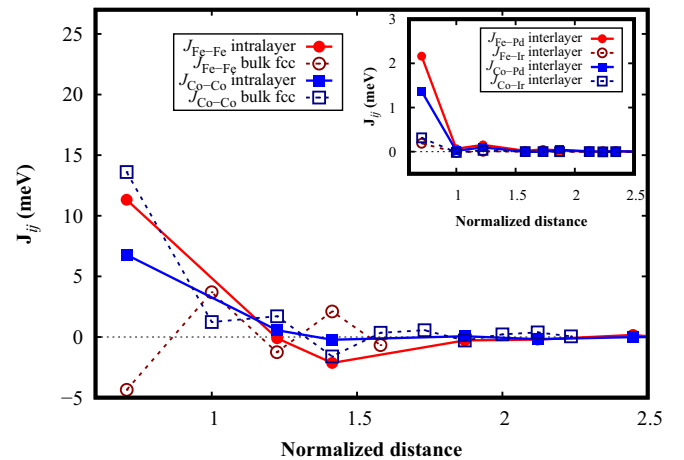 J_Fe−Fe intralayer
J_Fe−Fe bulk fcc
J_Co−Co intralayer
J_Co−Co bulk fcc
25
20
15
10
5
0
−5
J_ij (meV)
1
1.5
2
2.5
Normalized distance
J_Fe−Pd interlayer
J_Fe−Ir interlayer
J_Co−Pd interlayer
J_Co−Ir interlayer
3
2
1
0
J_ij (meV)
1
1.5
2
2.5
Normalized distance